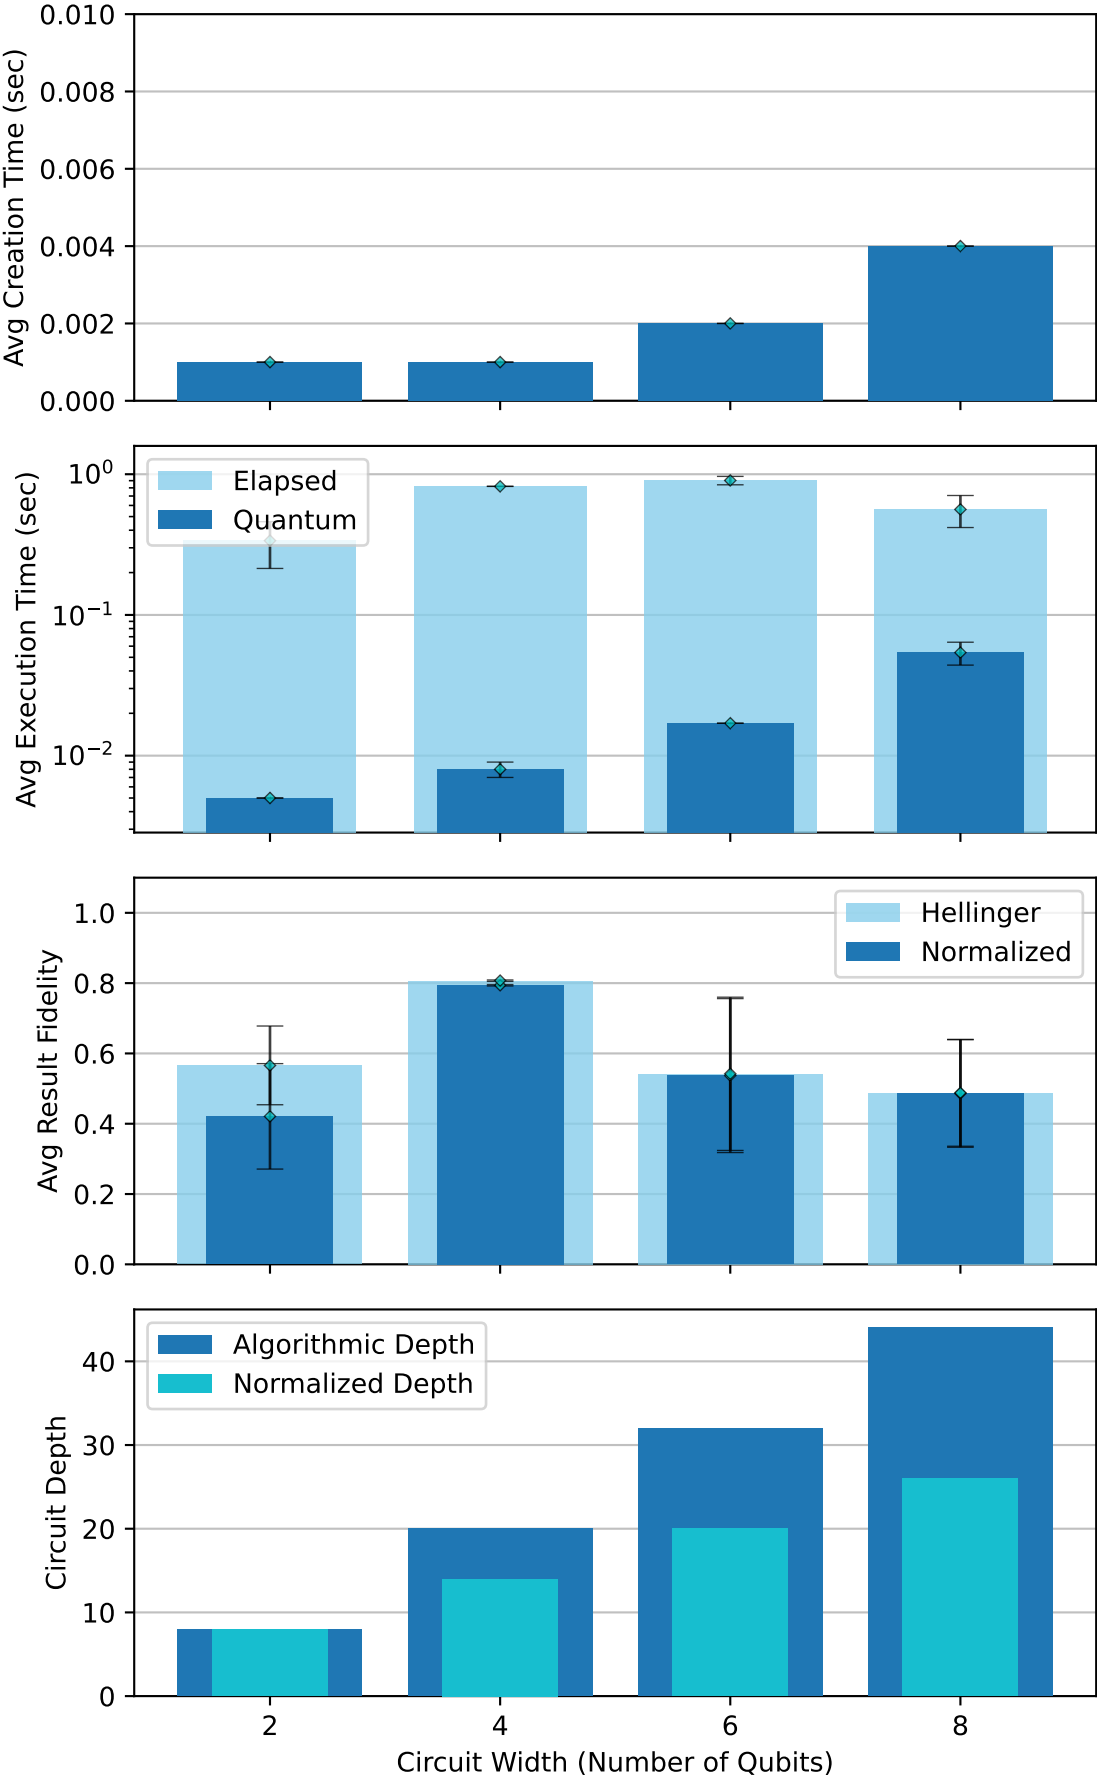 Avg Creation Time (sec)
0.010
0.008
0.006
0.004
0.002
0.000
Avg Execution Time (sec)
10⁰
10⁻¹
10⁻²
Elapsed
Quantum
Avg Result Fidelity
1.0
0.8
0.6
0.4
0.2
0.0
Hellinger
Normalized
Circuit Depth
40
30
20
10
0
Algorithmic Depth
Normalized Depth
2 4 6 8
Circuit Width (Number of Qubits)